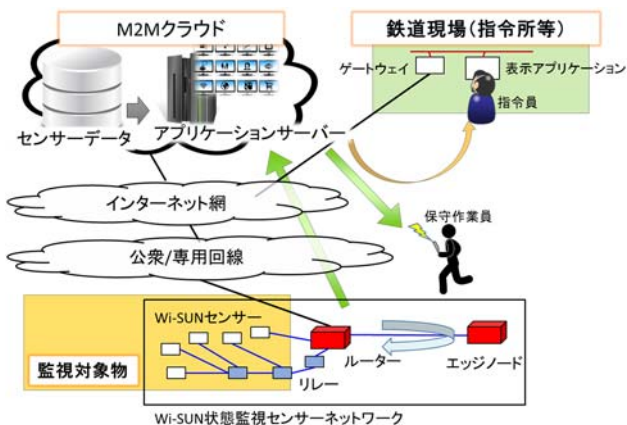 M2Mクラウド
鉄道現場(指令所等)
ゲートウェイ
表示アプリケーション
指令員
センサーデータ
アプリケーションサーバー
インターネット網
保守作業員
公衆/専用回線
Wi-SUNセンサー
監視対象物
ルーター
エッジノード
リレー
Wi-SUN状態監視センサーネットワーク